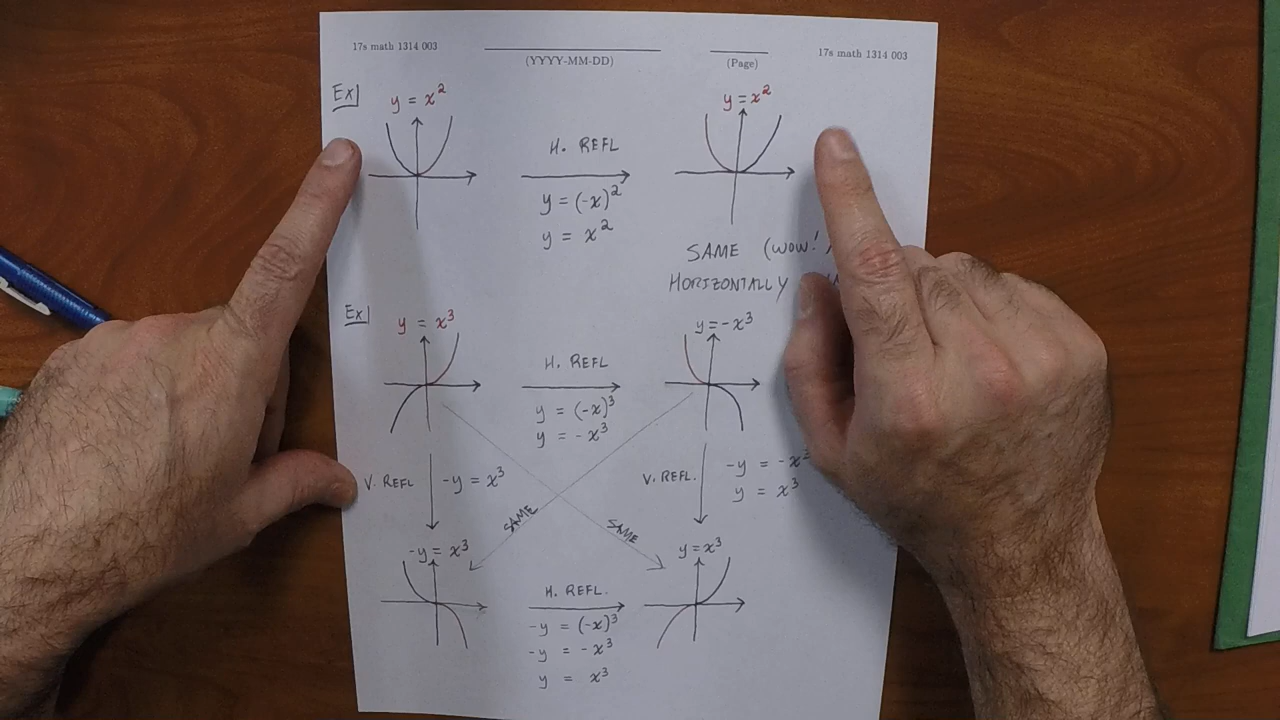 17s math 1314 003
17s math 1314 003
(YYYY-MM-DD)
(Page)
Ex
y = x²
y = x²
H. REFL
y = (-x)²
y = x²
SAME (WOW!
HORIZONTALLY
Ex
y = x³
y = -x³
H. REFL
y = (-x)³
y = -x³
V. REFL
-y = x³
V. REFL.
-y = -x³
y = x³
SAME
SAME
-y = x³
y = x³
H. REFL.
-y = (-x)³
-y = -x³
y = x³